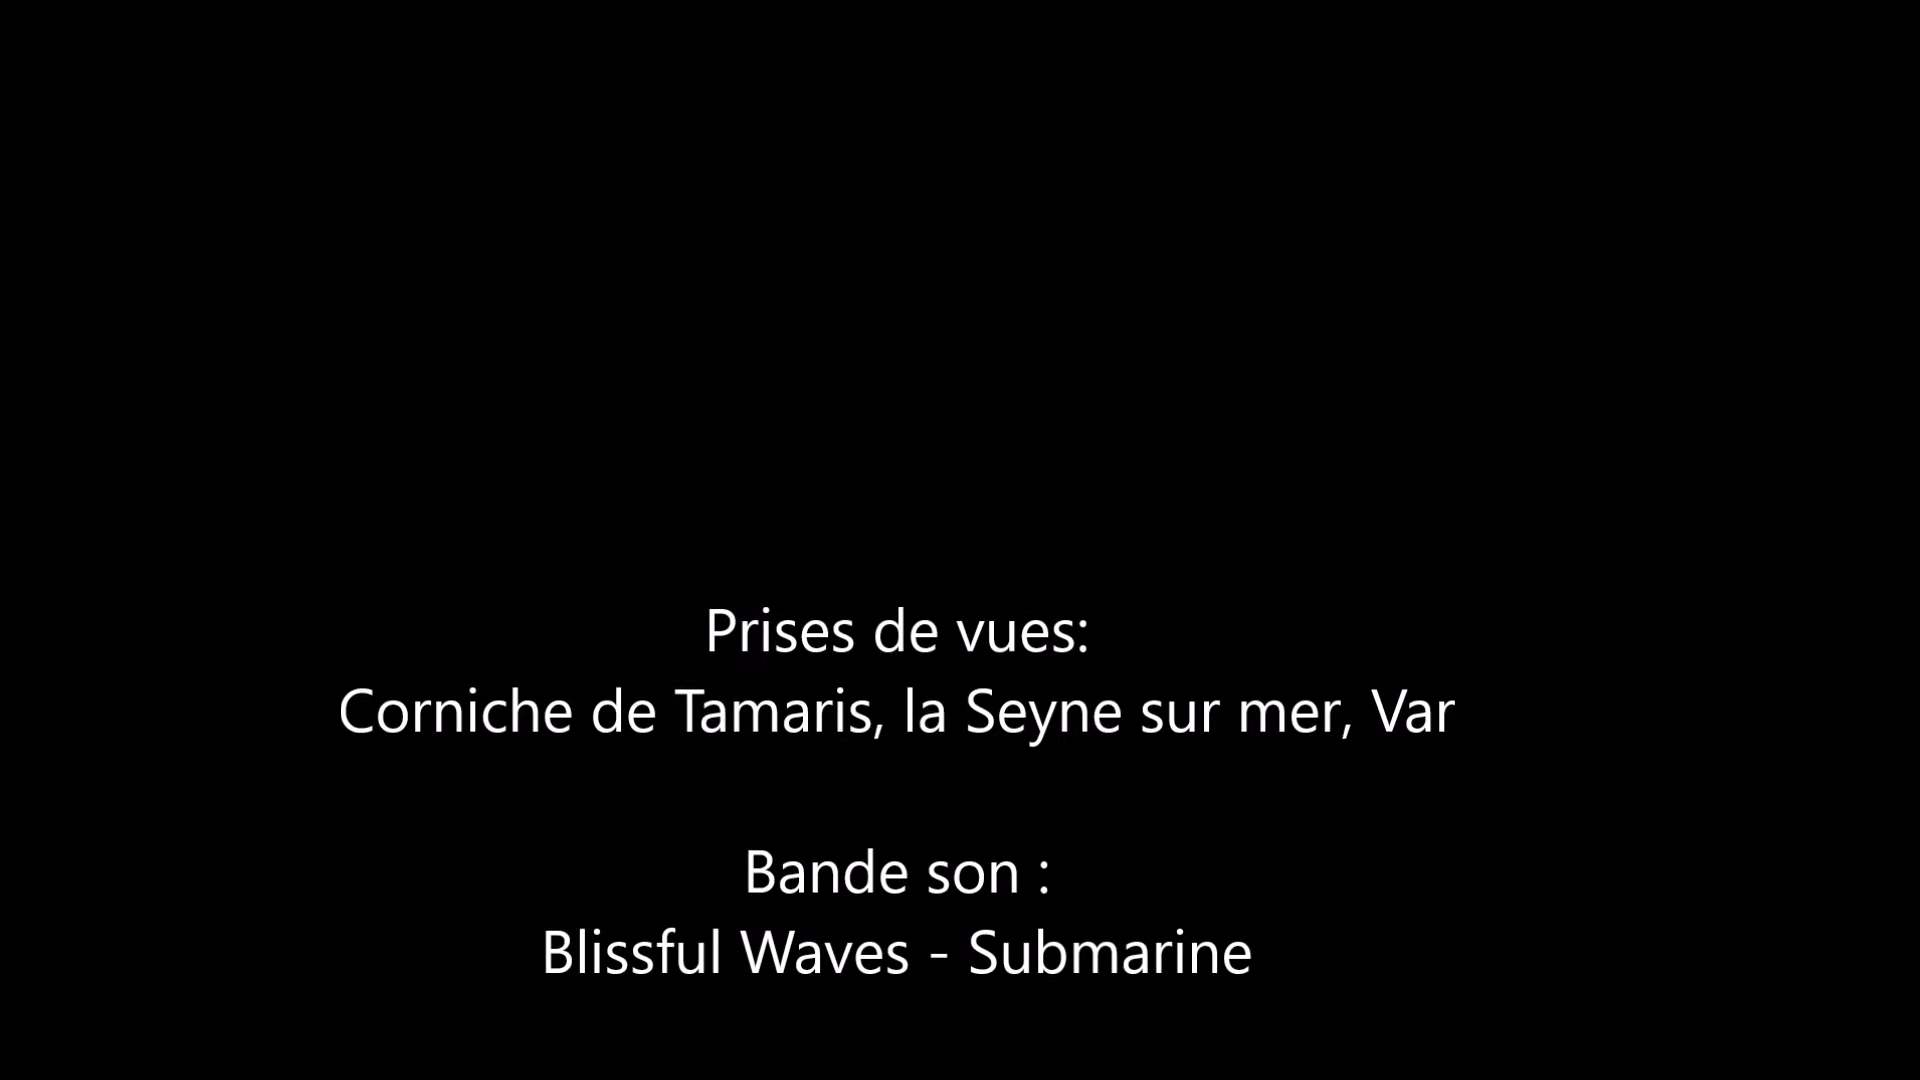 Prises de vues:
Corniche de Tamaris, la Seyne sur mer, Var
Bande son :
Blissful Waves - Submarine